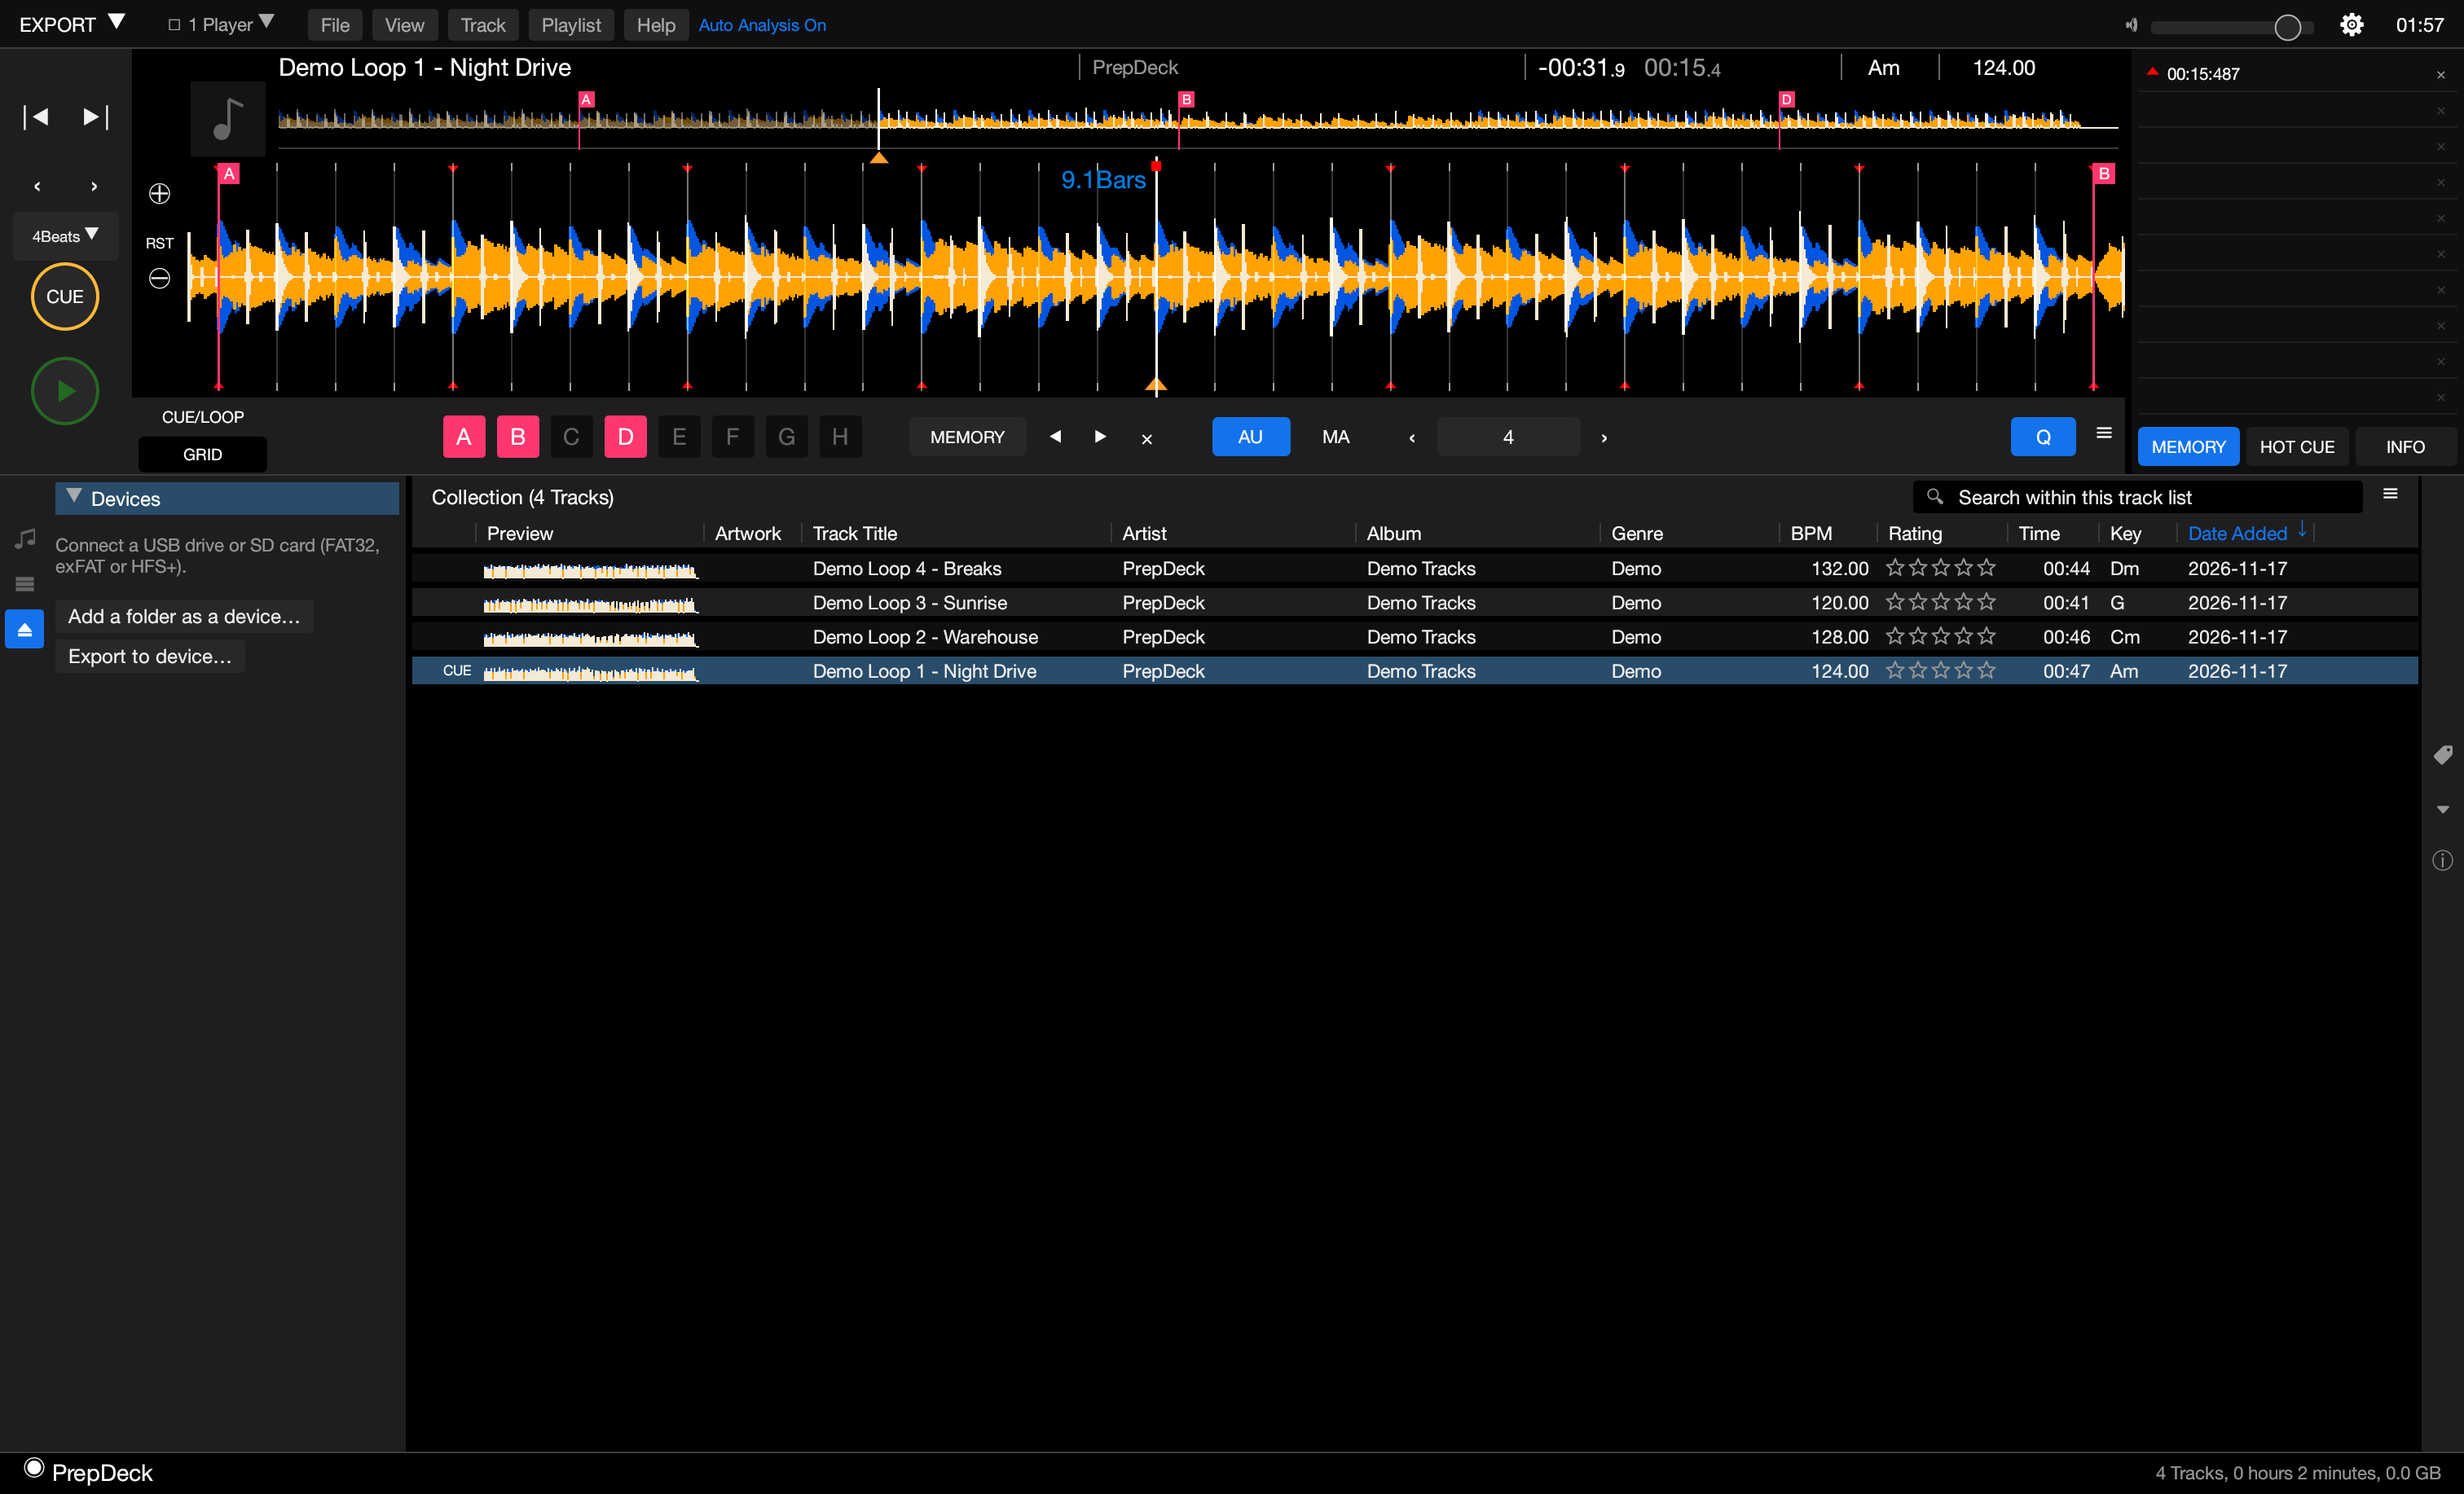 EXPORT 1 Player File View Track Playlist Help Auto Analysis On 01:57
Demo Loop 1 - Night Drive PrepDeck -00:31.9 00:15.4 Am 124.00
00:15:487
A B D
A 9.1Bars B
4Beats
RST
CUE
CUE/LOOP
GRID
A B C D E F G H MEMORY AU MA 4 Q
MEMORY HOT CUE INFO
Devices
Connect a USB drive or SD card (FAT32,
exFAT or HFS+).
Add a folder as a device...
Export to device...
Collection (4 Tracks) Search within this track list
Preview Artwork Track Title Artist Album Genre BPM Rating Time Key Date Added
Demo Loop 4 - Breaks PrepDeck Demo Tracks Demo 132.00 00:44 Dm 2026-11-17
Demo Loop 3 - Sunrise PrepDeck Demo Tracks Demo 120.00 00:41 G 2026-11-17
Demo Loop 2 - Warehouse PrepDeck Demo Tracks Demo 128.00 00:46 Cm 2026-11-17
CUE Demo Loop 1 - Night Drive PrepDeck Demo Tracks Demo 124.00 00:47 Am 2026-11-17
PrepDeck
4 Tracks, 0 hours 2 minutes, 0.0 GB